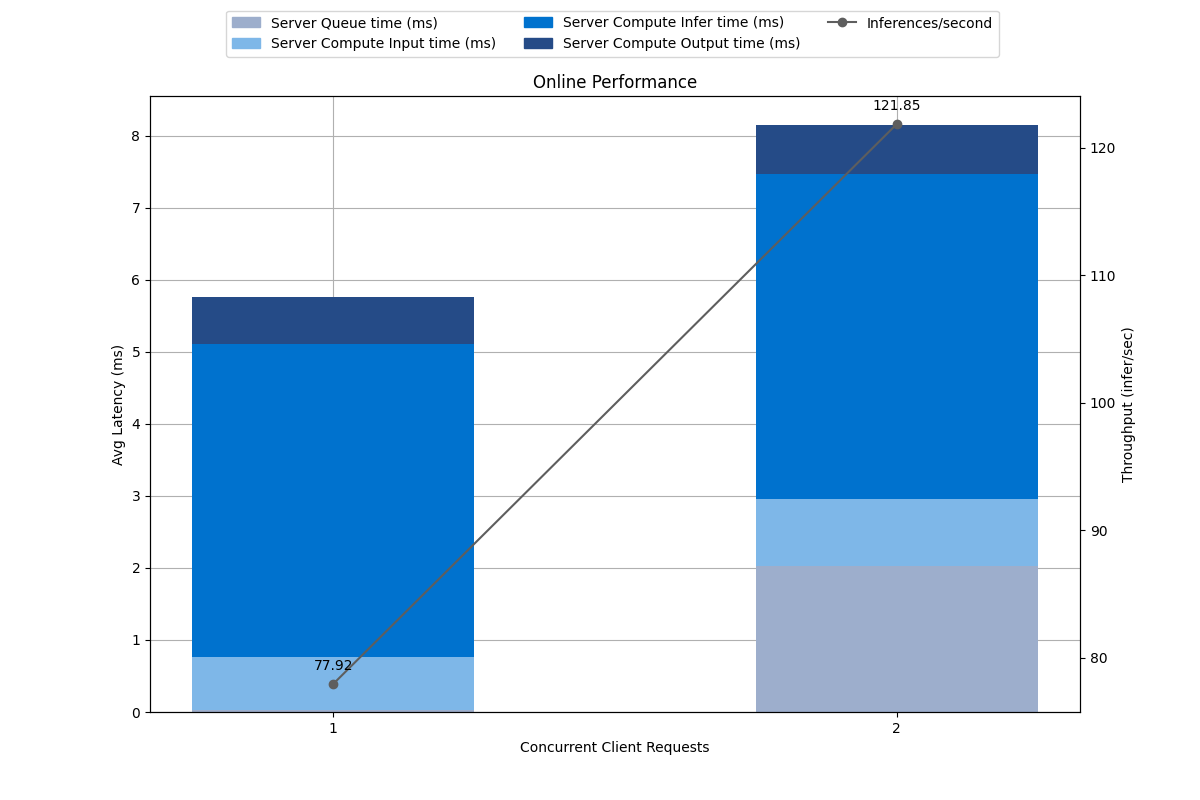 Server Queue time (ms)
Server Compute Input time (ms)
Server Compute Infer time (ms)
Server Compute Output time (ms)
Inferences/second
Online Performance
Avg Latency (ms)
8
7
6
5
4
3
2
1
0
121.85
77.92
120
110
100
90
80
Throughput (infer/sec)
1
2
Concurrent Client Requests